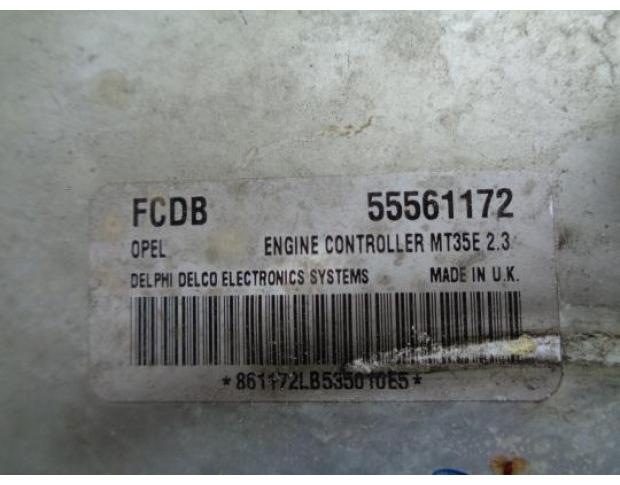 FCDB 55561172
OPEL ENGINE CONTROLLER MT35E 2.3
DELPHI DELCO ELECTRONICS SYSTEMS MADE IN U.K.
*861172LB535010E5*